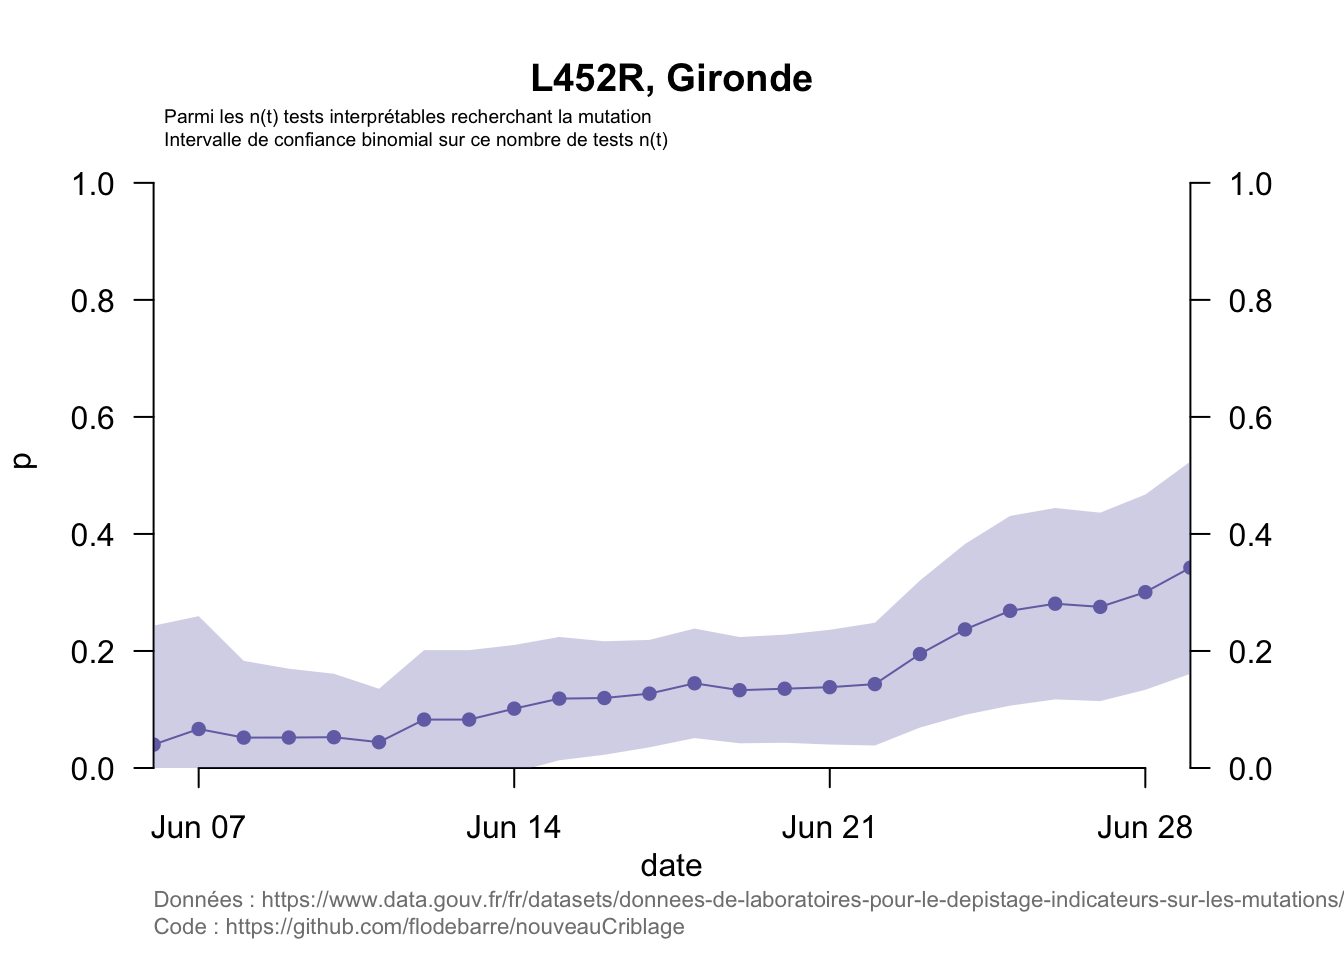 L452R, Gironde
Parmi les n(t) tests interprétables recherchant la mutation
Intervalle de confiance binomial sur ce nombre de tests n(t)
1.0
0.8
0.6
0.4
0.2
0.0
p
1.0
0.8
0.6
0.4
0.2
0.0
Jun 07 Jun 14 Jun 21 Jun 28
date
Données : https://www.data.gouv.fr/fr/datasets/donnees-de-laboratoires-pour-le-depistage-indicateurs-sur-les-mutations/
Code : https://github.com/flodebarre/nouveauCriblage